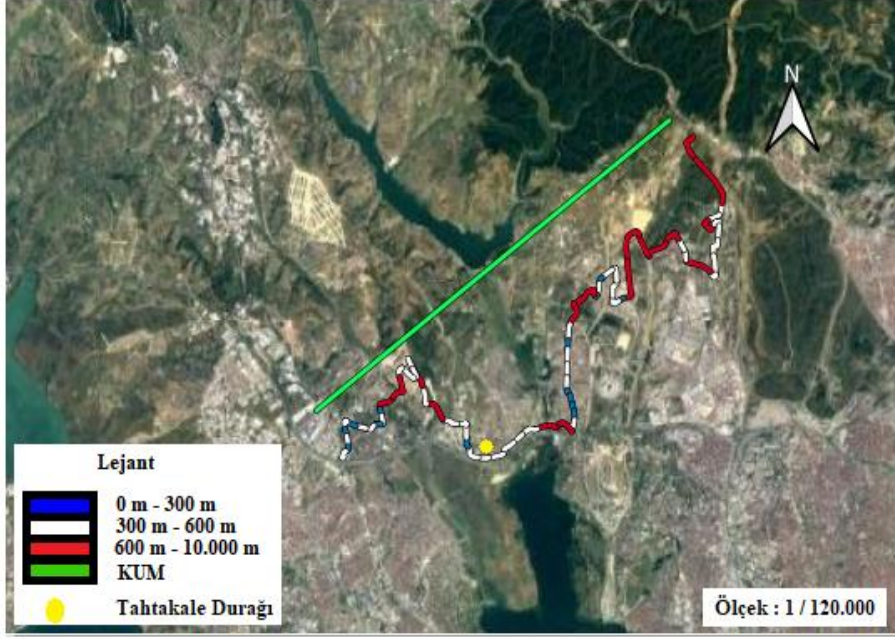 N
Lejant
0 m - 300 m
300 m - 600 m
600 m - 10.000 m
KUM
Tahtakale Durağı
Ölçek : 1 / 120.000